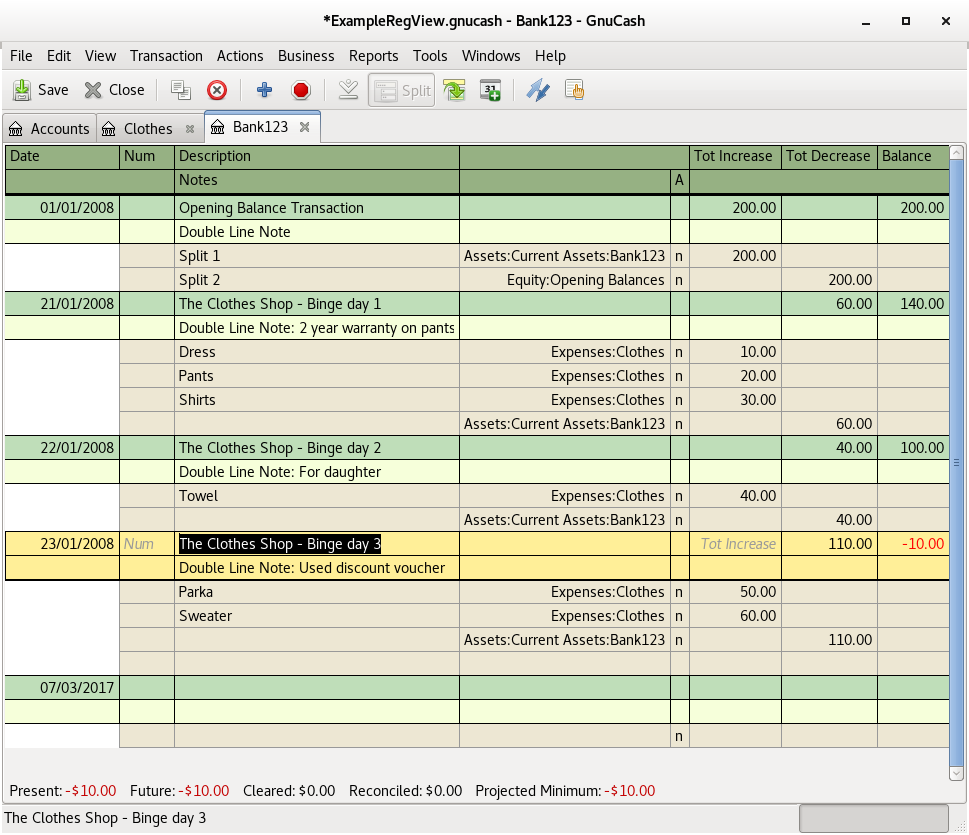 *ExampleRegView.gnucash - Bank123 - GnuCash
File Edit View Transaction Actions Business Reports Tools Windows Help
Save Close Split 31
Accounts Clothes Bank123
Date Num Description Tot Increase Tot Decrease Balance
Notes A
01/01/2008 Opening Balance Transaction 200.00 200.00
Double Line Note
Split 1 Assets:Current Assets:Bank123 n 200.00
Split 2 Equity:Opening Balances n 200.00
21/01/2008 The Clothes Shop - Binge day 1 60.00 140.00
Double Line Note: 2 year warranty on pants
Dress Expenses:Clothes n 10.00
Pants Expenses:Clothes n 20.00
Shirts Expenses:Clothes n 30.00
Assets:Current Assets:Bank123 n 60.00
22/01/2008 The Clothes Shop - Binge day 2 40.00 100.00
Double Line Note: For daughter
Towel Expenses:Clothes n 40.00
Assets:Current Assets:Bank123 n 40.00
23/01/2008 Num The Clothes Shop - Binge day 3 Tot Increase 110.00 -10.00
Double Line Note: Used discount voucher
Parka Expenses:Clothes n 50.00
Sweater Expenses:Clothes n 60.00
Assets:Current Assets:Bank123 n 110.00
07/03/2017
n
Present: -$10.00 Future: -$10.00 Cleared: $0.00 Reconciled: $0.00 Projected Minimum: -$10.00
The Clothes Shop - Binge day 3